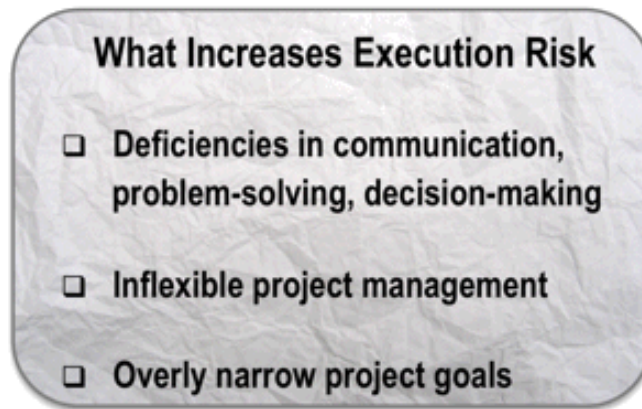 What Increases Execution Risk
❑ Deficiencies in communication,
problem-solving, decision-making
❑ Inflexible project management
❑ Overly narrow project goals